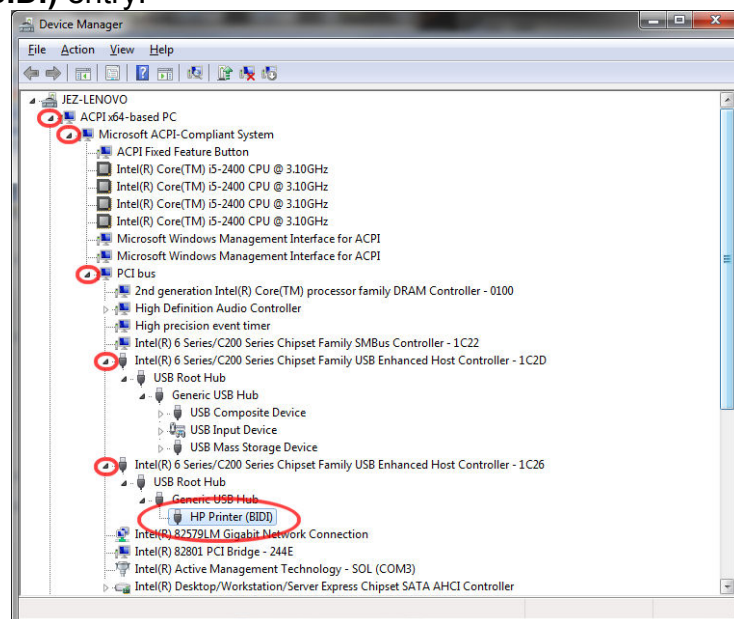 BIDI) entry.
Device Manager
File Action View Help
JEZ-LENOVO
ACPI x64-based PC
Microsoft ACPI-Compliant System
ACPI Fixed Feature Button
Intel(R) Core(TM) i5-2400 CPU @ 3.10GHz
Intel(R) Core(TM) i5-2400 CPU @ 3.10GHz
Intel(R) Core(TM) i5-2400 CPU @ 3.10GHz
Intel(R) Core(TM) i5-2400 CPU @ 3.10GHz
Microsoft Windows Management Interface for ACPI
Microsoft Windows Management Interface for ACPI
PCI bus
2nd generation Intel(R) Core(TM) processor family DRAM Controller - 0100
High Definition Audio Controller
High precision event timer
Intel(R) 6 Series/C200 Series Chipset Family SMBus Controller - 1C22
Intel(R) 6 Series/C200 Series Chipset Family USB Enhanced Host Controller - 1C2D
USB Root Hub
Generic USB Hub
USB Composite Device
USB Input Device
USB Mass Storage Device
Intel(R) 6 Series/C200 Series Chipset Family USB Enhanced Host Controller - 1C26
USB Root Hub
Generic USB Hub
HP Printer (BIDI)
Intel(R) 82579LM Gigabit Network Connection
Intel(R) 82801 PCI Bridge - 244E
Intel(R) Active Management Technology - SOL (COM3)
Intel(R) Desktop/Workstation/Server Express Chipset SATA AHCI Controller